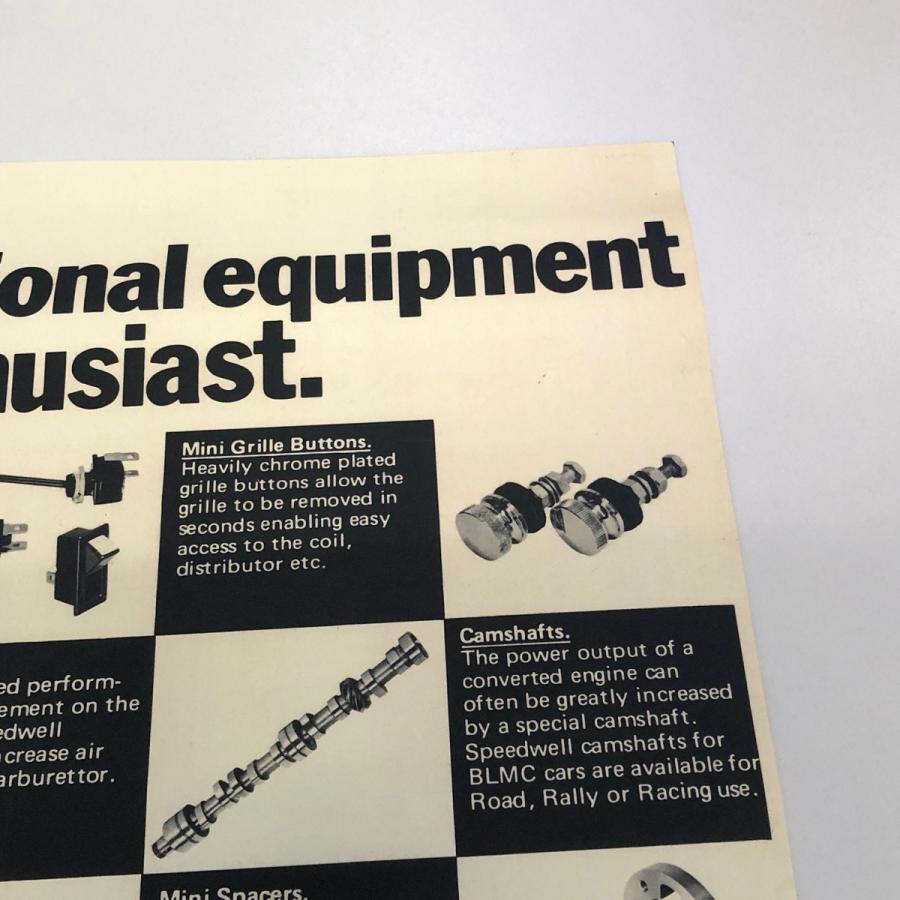 ional equipment
usiast.
Mini Grille Buttons.
Heavily chrome plated
grille buttons allow the
grille to be removed in
seconds enabling easy
access to the coil,
distributor etc.
Camshafts.
The power output of a
converted engine can
often be greatly increased
by a special camshaft.
Speedwell camshafts for
BLMC cars are available for
Road, Rally or Racing use.
ed perform-
ement on the
edwell
crease air
arburettor.
Mini Spacers.